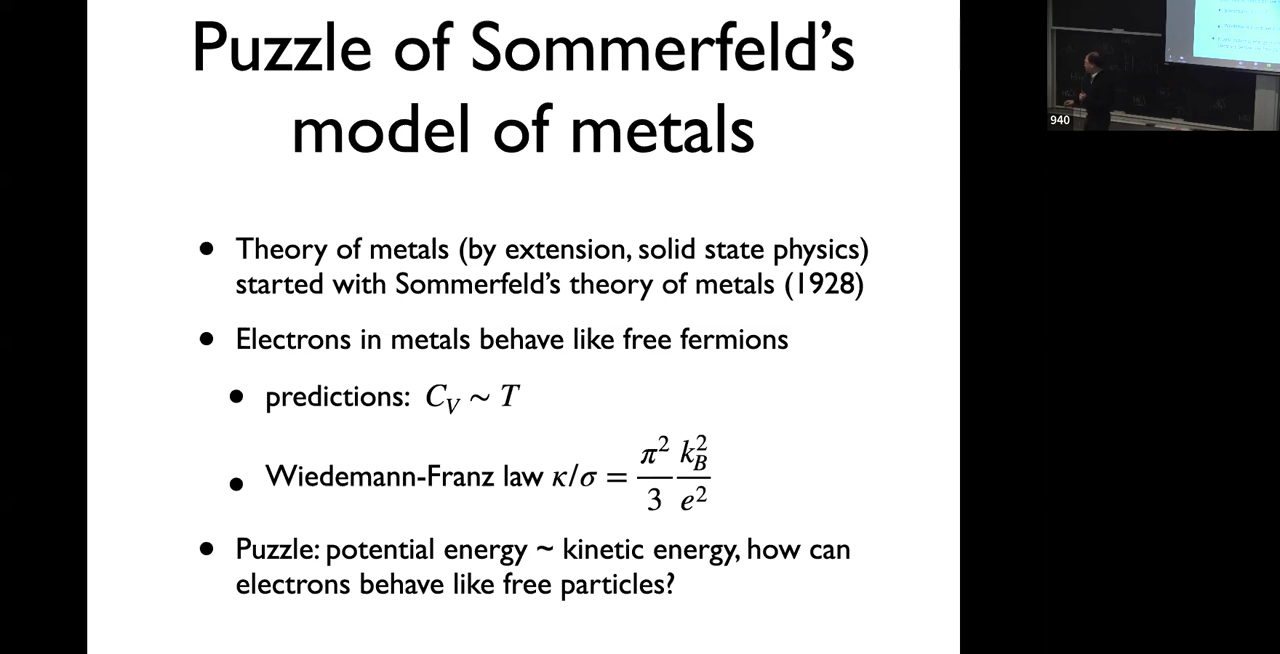 Puzzle of Sommerfeld's
model of metals
• Theory of metals (by extension, solid state physics)
started with Sommerfeld's theory of metals (1928)
• Electrons in metals behave like free fermions
• predictions: C_V ~ T
• Wiedemann-Franz law κ/σ = π²/3 k_B²/e²
• Puzzle: potential energy ~ kinetic energy, how can
electrons behave like free particles?
940